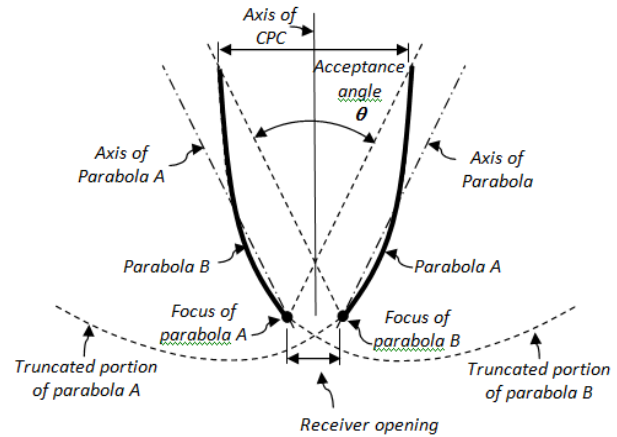 Axis of
CPC
Acceptance
angle
θ
Axis of
Parabola A
Axis of
Parabola
Parabola B
Parabola A
Focus of
parabola A
Focus of
parabola B
Truncated portion
of parabola A
Truncated portion
of parabola B
Receiver opening